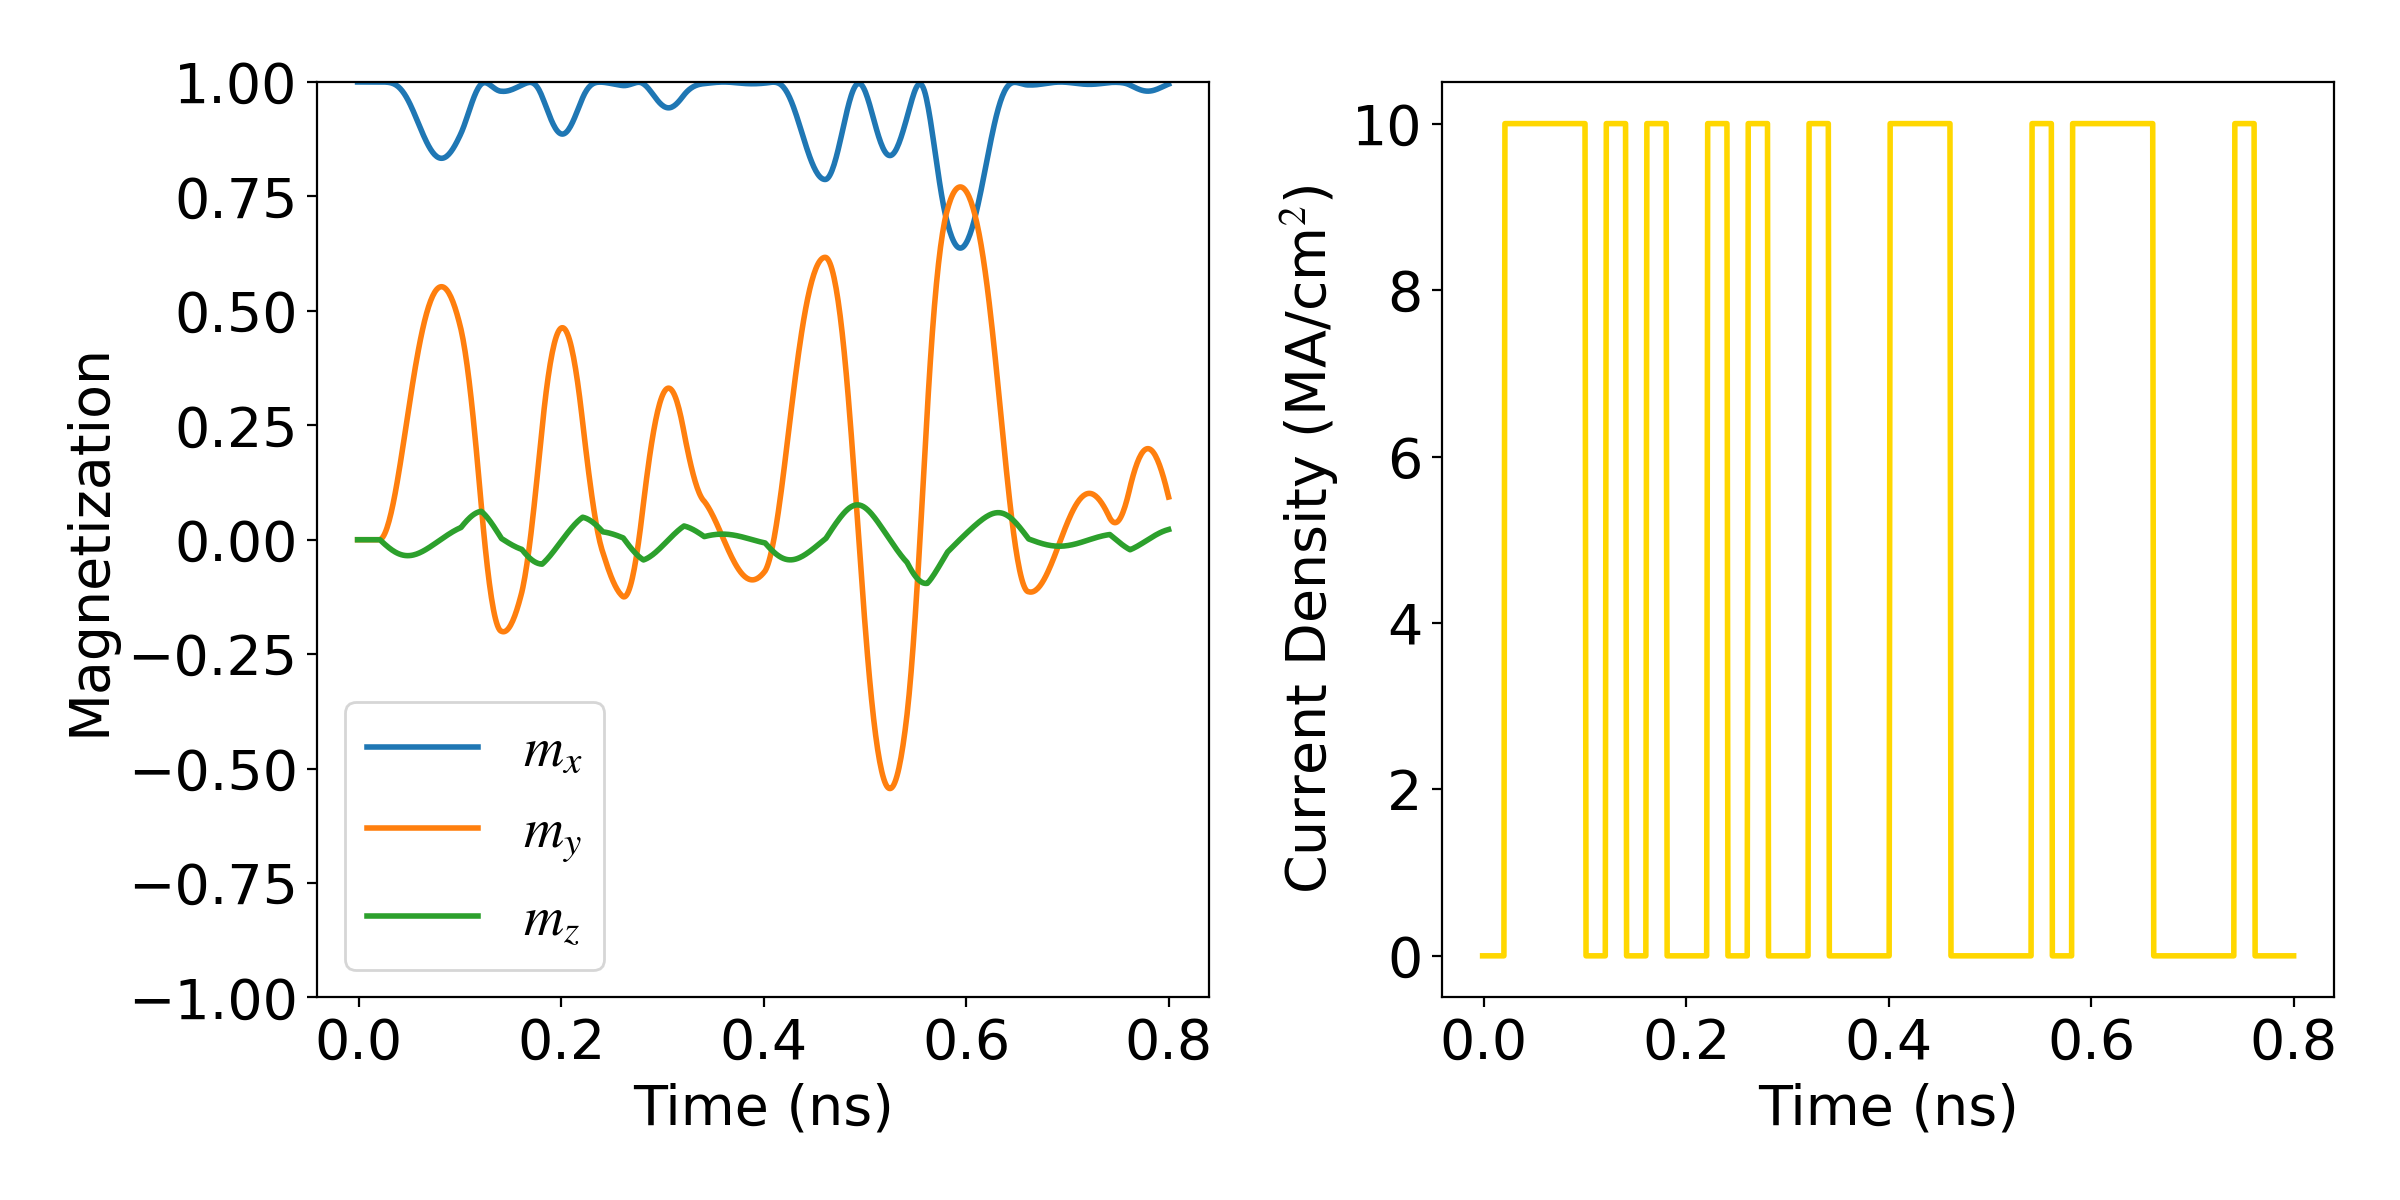 1.00
0.75
0.50
0.25
0.00
−0.25
−0.50
−0.75
−1.00
Magnetization
m_x
m_y
m_z
0.0 0.2 0.4 0.6 0.8
Time (ns)
10
8
6
4
2
0
Current Density (MA/cm²)
0.0 0.2 0.4 0.6 0.8
Time (ns)